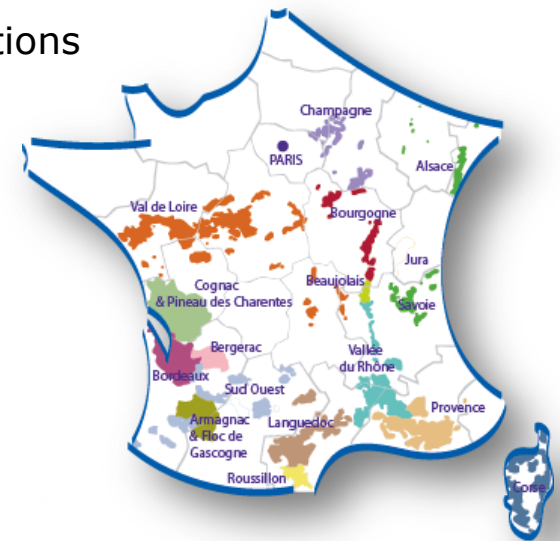 tions
Champagne
PARIS
Alsace
Val de Loire
Bourgogne
Jura
Cognac
& Pineau des Charentes
Beaujolais
Savoie
Bergerac
Vallée
du Rhône
Bordeaux
Sud Ouest
Provence
Armagnac
& Floc de
Gascogne
Languedoc
Roussillon
Corse